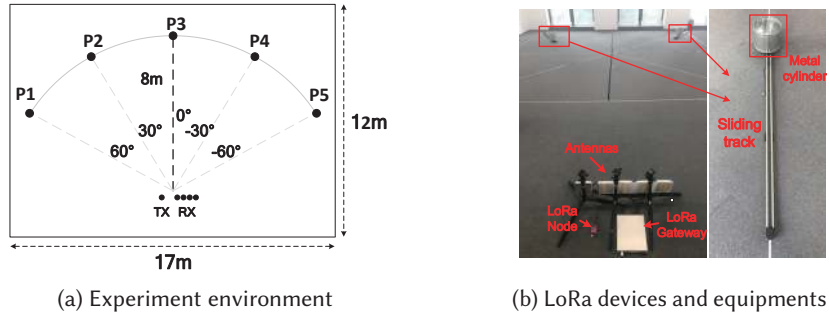 P3
P2
P4
8m
P1
P5
0°
30°
-30°
12m
60°
-60°
TX
RX
17m
(a) Experiment environment
Metal
cylinder
Sliding
track
Antennas
LoRa
Node
LoRa
Gateway
(b) LoRa devices and equipments